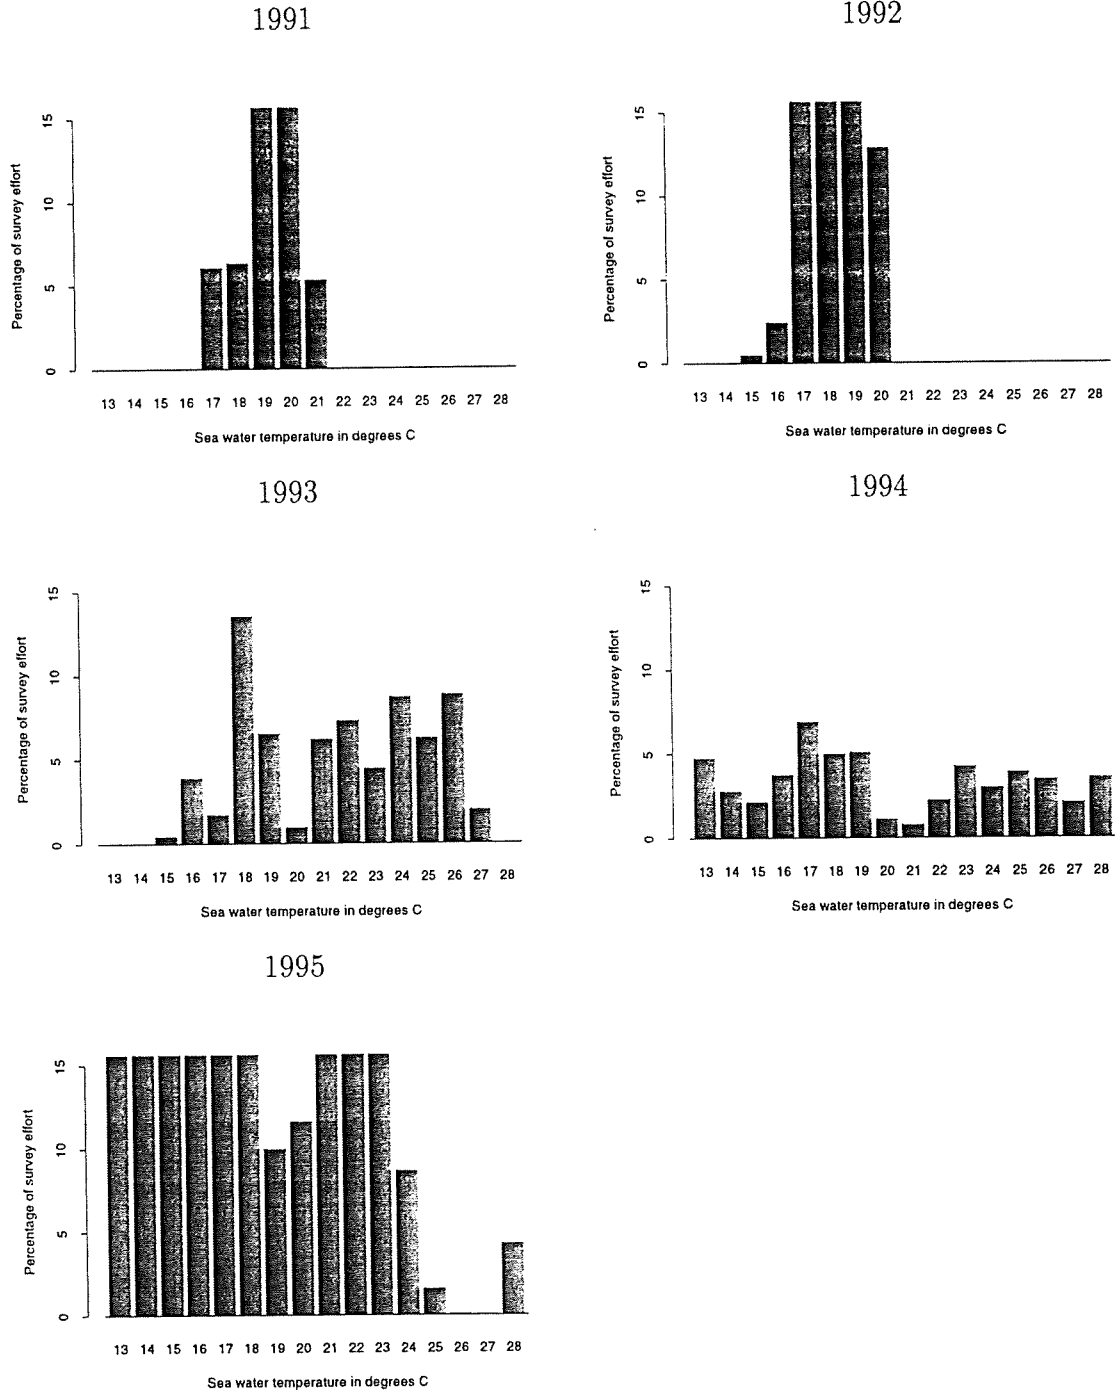 1991
1992
15
10
5
0
Percentage of survey effort
13 14 15 16 17 18 19 20 21 22 23 24 25 26 27 28
Sea water temperature in degrees C
15
10
5
0
Percentage of survey effort
13 14 15 16 17 18 19 20 21 22 23 24 25 26 27 28
Sea water temperature in degrees C
1993
1994
15
10
5
0
Percentage of survey effort
13 14 15 16 17 18 19 20 21 22 23 24 25 26 27 28
Sea water temperature in degrees C
15
10
5
0
Percentage of survey effort
13 14 15 16 17 18 19 20 21 22 23 24 25 26 27 28
Sea water temperature in degrees C
1995
15
10
5
0
Percentage of survey effort
13 14 15 16 17 18 19 20 21 22 23 24 25 26 27 28
Sea water temperature in degrees C